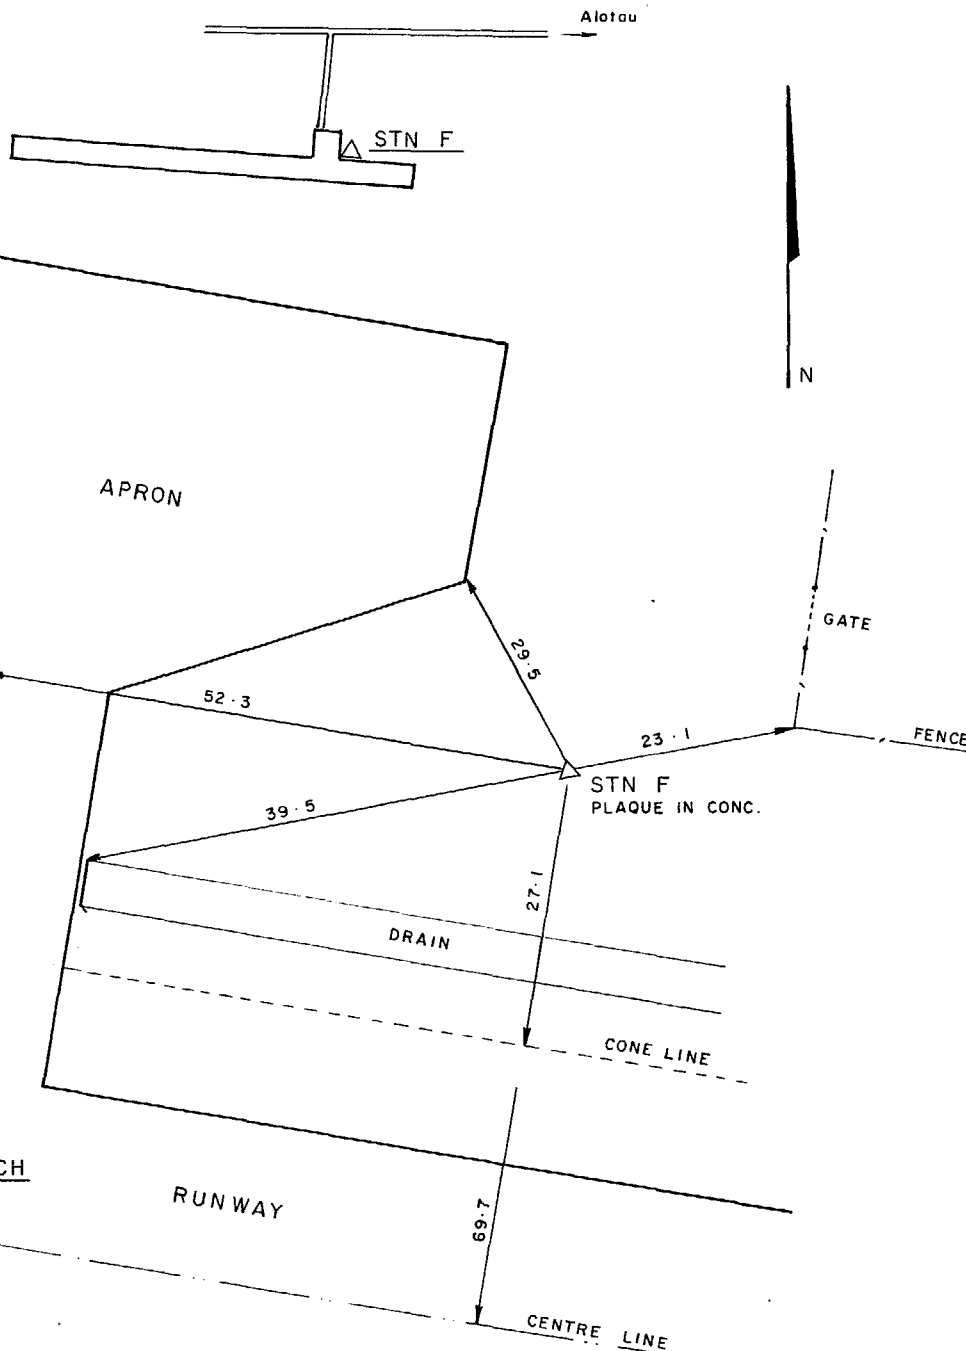 Alotau
STN F
N
APRON
GATE
29·5
52·3
23·1
FENCE
STN F
PLAQUE IN CONC.
39·5
27·1
DRAIN
CONE LINE
CH
RUNWAY
69·7
CENTRE LINE